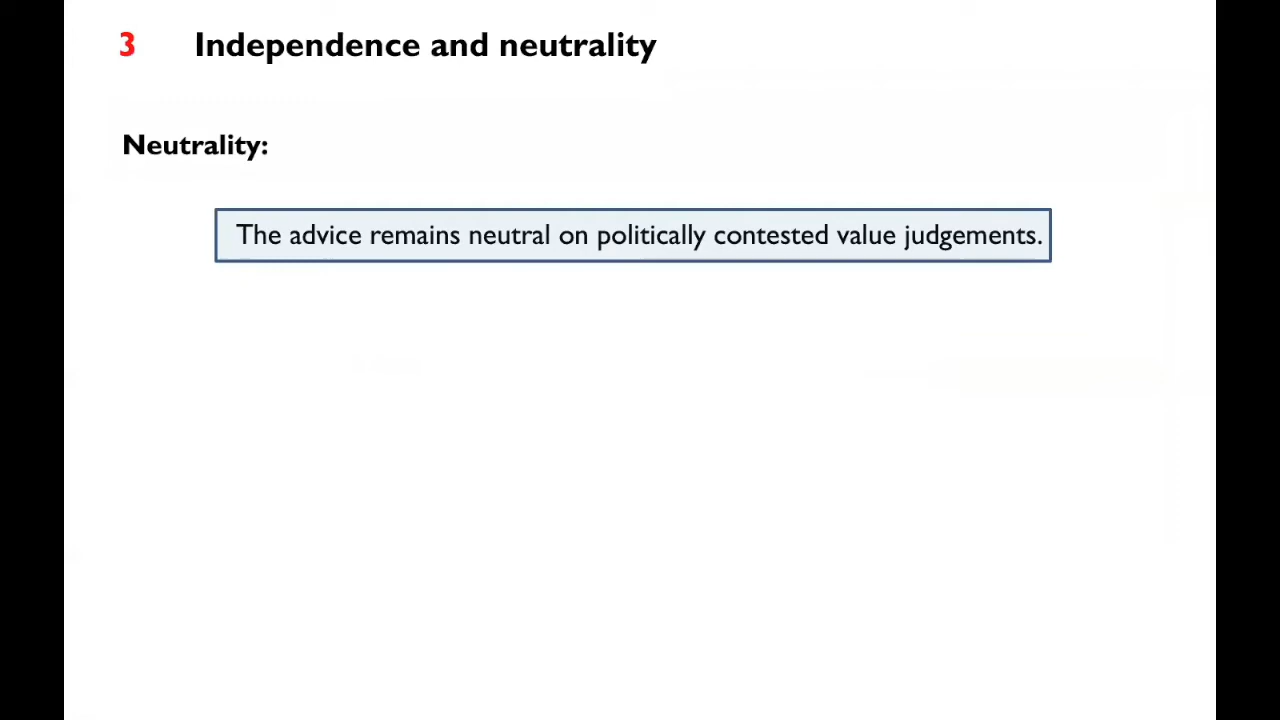 3 Independence and neutrality
Neutrality:
The advice remains neutral on politically contested value judgements.